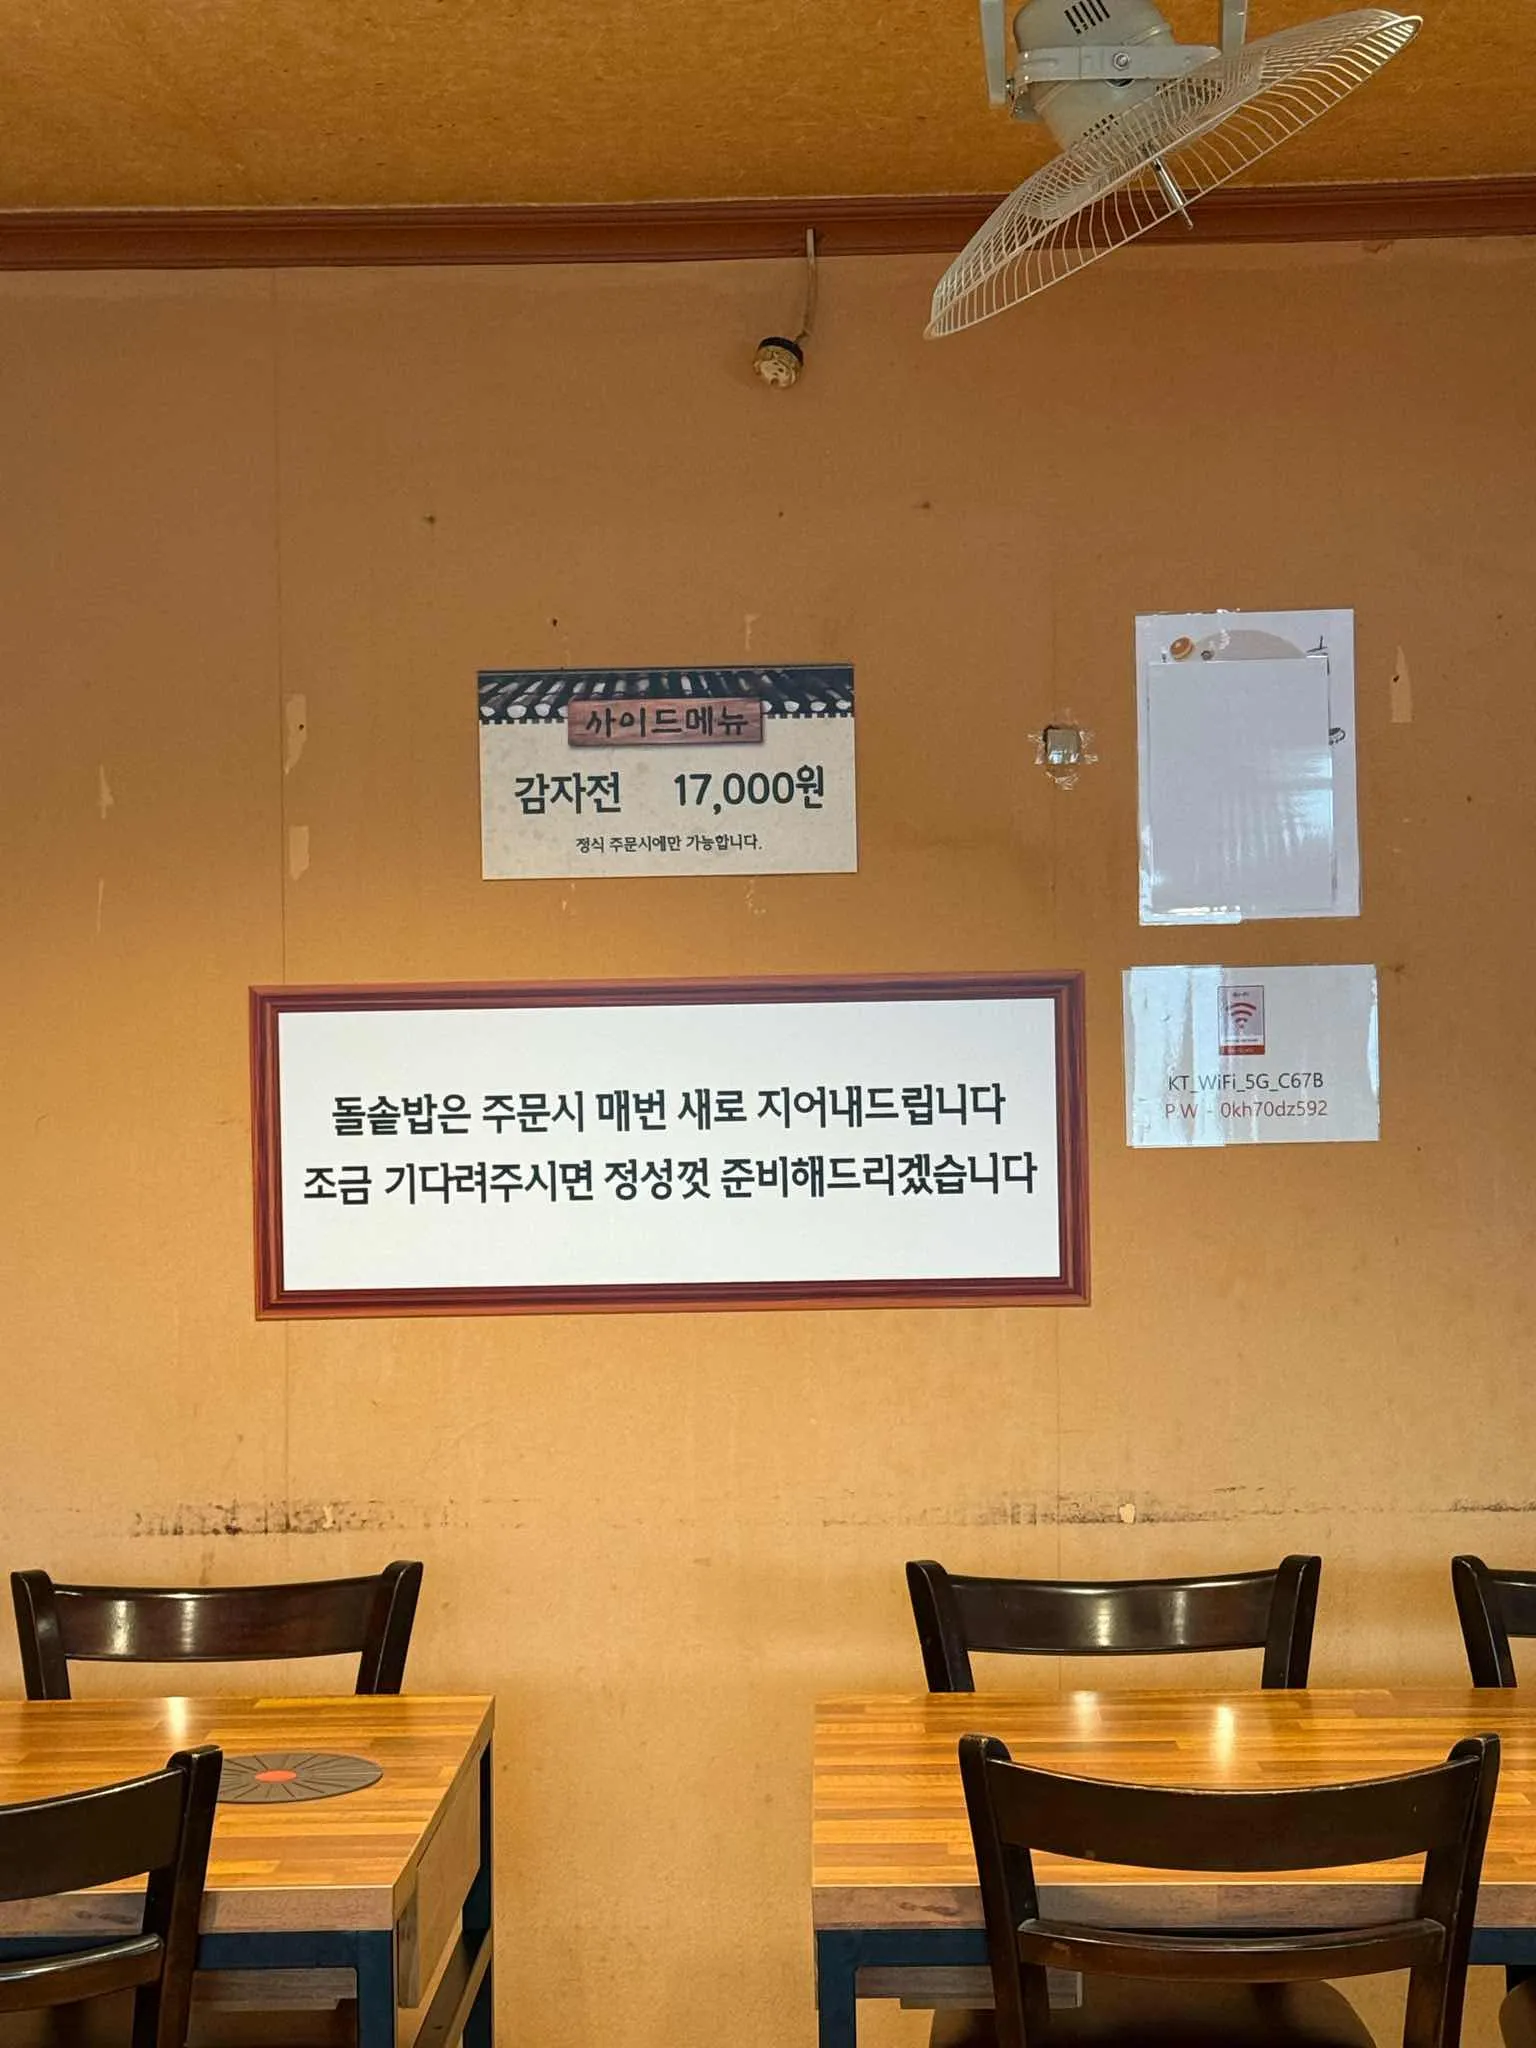 사이드메뉴
감자전 17,000원
정식 주문시에만 가능합니다.
돌솥밥은 주문시 매번 새로 지어내드립니다
조금 기다려주시면 정성껏 준비해드리겠습니다
KT_WiFi_5G_C67B
P.W - 0kh70dz592